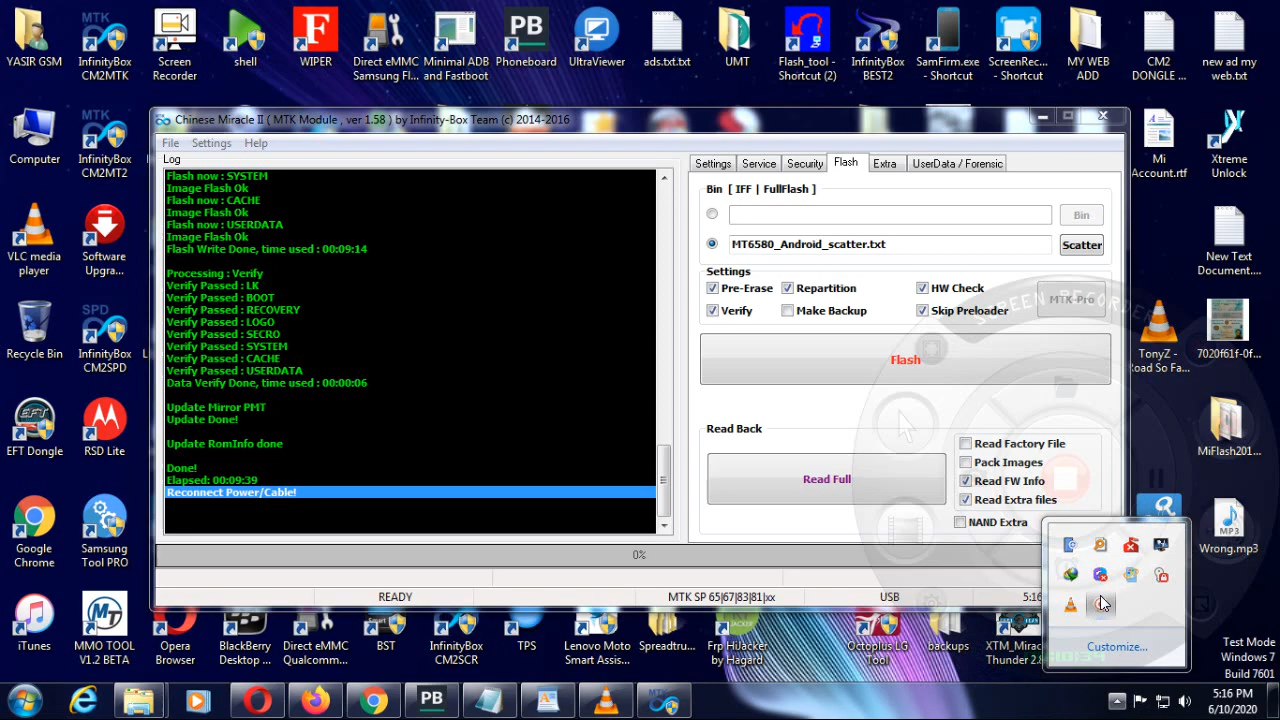 YASIR GSM
InfinityBox CM2MTK
Screen Recorder
shell
WIPER
Direct eMMC Samsung Fl...
Minimal ADB and Fastboot
Phoneboard
UltraViewer
ads.txt.txt
UMT
Flash_tool - Shortcut (2)
InfinityBox BEST2
SamFirm.exe - Shortcut
ScreenRec... - Shortcut
MY WEB ADD
CM2 DONGLE ...
new ad my web.txt
Chinese Miracle II ( MTK Module , ver 1.58 ) by Infinity-Box Team (c) 2014-2016
File Settings Help
Log
Flash now : SYSTEM
Image Flash Ok
Flash now : CACHE
Image Flash Ok
Flash now : USERDATA
Image Flash Ok
Flash Write Done, time used : 00:09:14
Processing : Verify
Verify Passed : LK
Verify Passed : BOOT
Verify Passed : RECOVERY
Verify Passed : LOGO
Verify Passed : SECRO
Verify Passed : SYSTEM
Verify Passed : CACHE
Verify Passed : USERDATA
Data Verify Done, time used : 00:00:06
Update Mirror PMT
Update Done!
Update RomInfo done
Done!
Elapsed: 00:09:39
Reconnect Power/Cable!
Settings Service Security Flash Extra UserData / Forensic
Bin [ IFF | FullFlash ]
Bin
MT6580_Android_scatter.txt Scatter
Settings
Pre-Erase Repartition HW Check MTK-Pro
Verify Make Backup Skip Preloader
SCREEN RECORDER
Flash
Read Back
Read Full
Read Factory File
Pack Images
Read FW Info
Read Extra files
NAND Extra
0%
READY MTK SP 65|67|83|81|xx USB 5:16
Customize...
Computer
InfinityBox CM2MT2
Mi Account.rtf
Xtreme Unlock
VLC media player
Software Upgra...
New Text Document....
Recycle Bin
InfinityBox CM2SPD
TonyZ - Road So Fa...
7020f61f-0f...
EFT Dongle
RSD Lite
MiFlash201...
Google Chrome
Samsung Tool PRO
Wrong.mp3
iTunes
MMO TOOL V1.2 BETA
Opera Browser
BlackBerry Desktop ...
Direct eMMC Qualcomm...
BST
InfinityBox CM2SCR
TPS
Lenovo Moto Smart Assis...
Spreadtru...
Frp HiJacker by Hagard
Octoplus LG Tool
backups
XTM_Mirac Thunder 2.8
Test Mode
Windows 7
Build 7601
5:16 PM
6/10/2020